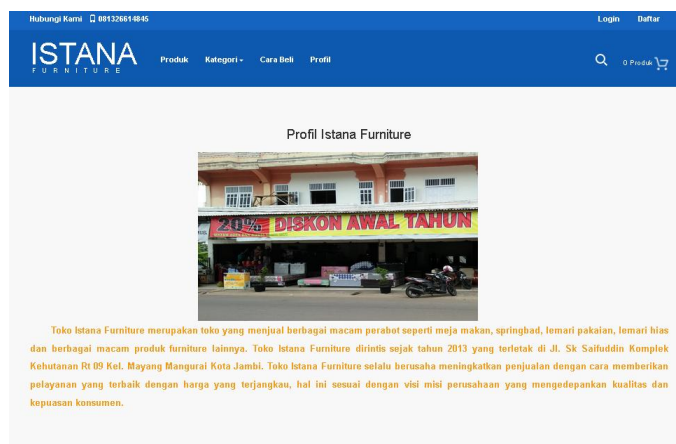 Hubungi Kami 081326614845 Login Daftar
ISTANA
FURNITURE
Produk Kategori Cara Beli Profil 0 Produk
Profil Istana Furniture
20% DISKON AWAL TAHUN
Toko Istana Furniture merupakan toko yang menjual berbagai macam perabot seperti meja makan, springbad, lemari pakaian, lemari hias
dan berbagai macam produk furniture lainnya. Toko Istana Furniture dirintis sejak tahun 2013 yang terletak di Jl. Sk Saifuddin Komplek
Kehutanan Rt 09 Kel. Mayang Mangurai Kota Jambi. Toko Istana Furniture selalu berusaha meningkatkan penjualan dengan cara memberikan
pelayanan yang terbaik dengan harga yang terjangkau, hal ini sesuai dengan visi misi perusahaan yang mengedepankan kualitas dan
kepuasan konsumen.